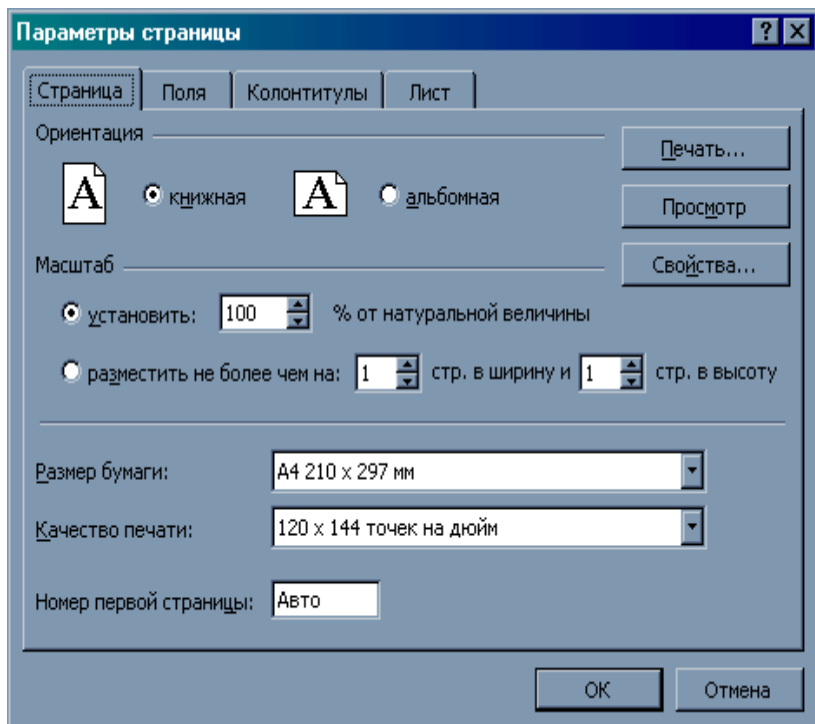 Параметры страницы
Страница Поля Колонтитулы Лист
Ориентация
Печать...
A книжная A альбомная
Просмотр
Масштаб
Свойства...
установить: 100 % от натуральной величины
разместить не более чем на: 1 стр. в ширину и 1 стр. в высоту
Размер бумаги: A4 210 x 297 мм
Качество печати: 120 x 144 точек на дюйм
Номер первой страницы: Авто
ОК Отмена